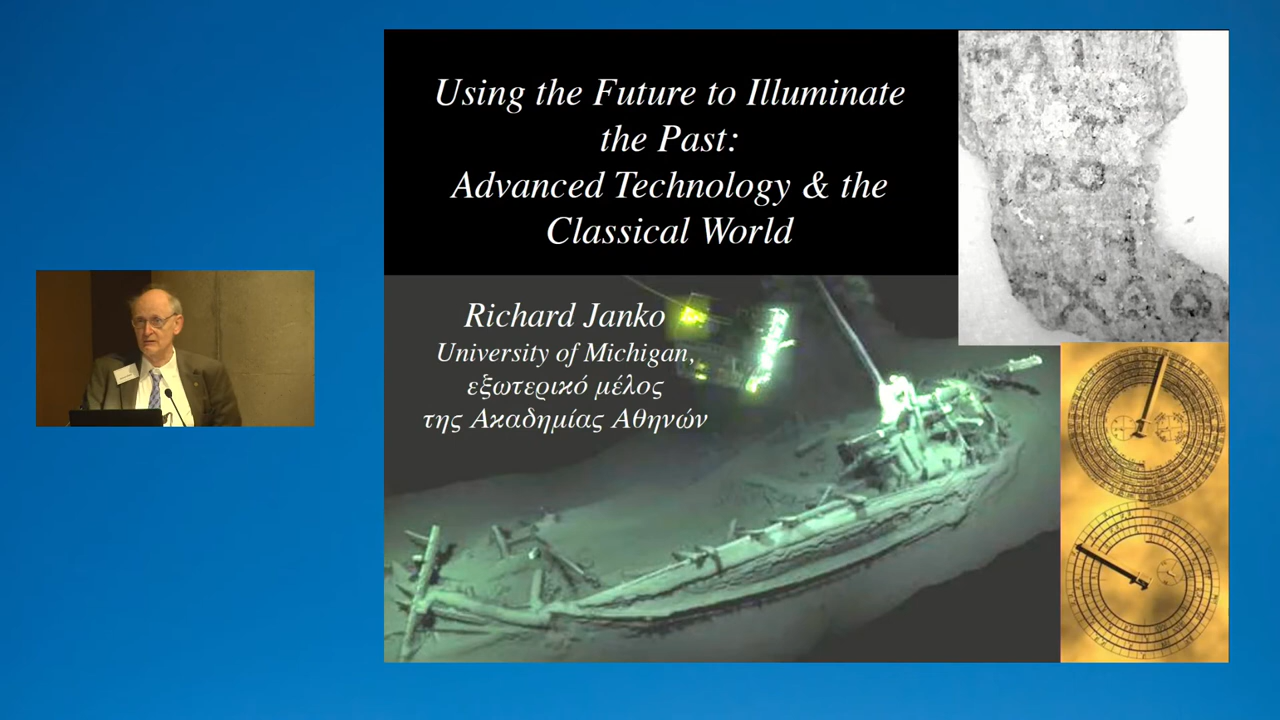 Using the Future to Illuminate
the Past:
Advanced Technology & the
Classical World
Richard Janko
University of Michigan,
εξωτερικό μέλος
της Ακαδημίας Αθηνών